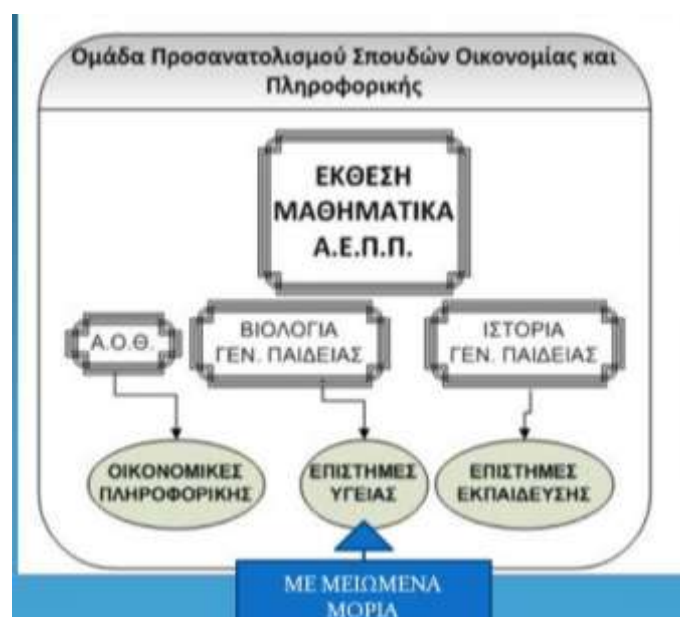 Ομάδα Προσανατολισμού Σπουδών Οικονομίας και
Πληροφορικής
ΕΚΘΕΣΗ
ΜΑΘΗΜΑΤΙΚΑ
Α.Ε.Π.Π.
Α.Ο.Θ.
ΒΙΟΛΟΓΙΑ
ΓΕΝ. ΠΑΙΔΕΙΑΣ
ΙΣΤΟΡΙΑ
ΓΕΝ. ΠΑΙΔΕΙΑΣ
ΟΙΚΟΝΟΜΙΚΕΣ
ΠΛΗΡΟΦΟΡΙΚΗΣ
ΕΠΙΣΤΗΜΕΣ
ΥΓΕΙΑΣ
ΕΠΙΣΤΗΜΕΣ
ΕΚΠΑΙΔΕΥΣΗΣ
ΜΕ ΜΕΙΩΜΕΝΑ
ΜΟΡΙΑ